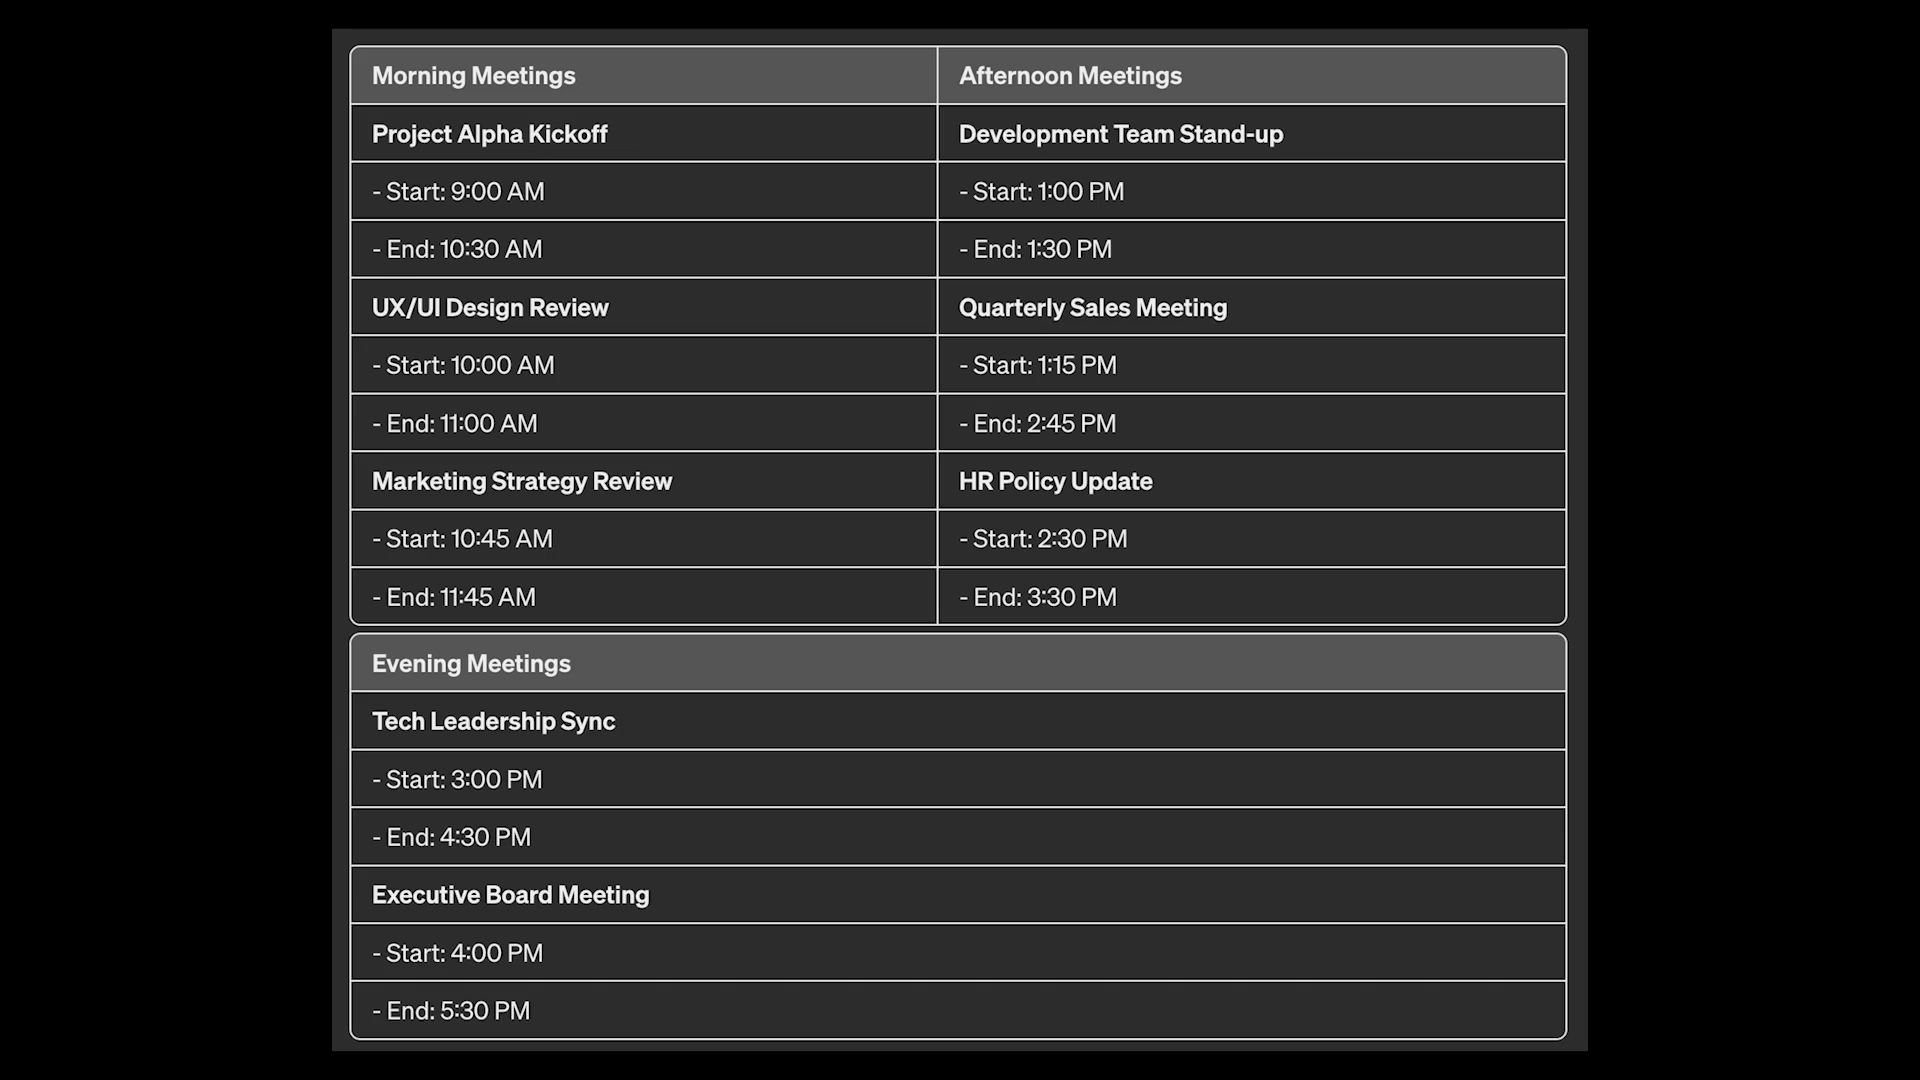 Morning Meetings
Afternoon Meetings
Project Alpha Kickoff
Development Team Stand-up
- Start: 9:00 AM
- Start: 1:00 PM
- End: 10:30 AM
- End: 1:30 PM
UX/UI Design Review
Quarterly Sales Meeting
- Start: 10:00 AM
- Start: 1:15 PM
- End: 11:00 AM
- End: 2:45 PM
Marketing Strategy Review
HR Policy Update
- Start: 10:45 AM
- Start: 2:30 PM
- End: 11:45 AM
- End: 3:30 PM
Evening Meetings
Tech Leadership Sync
- Start: 3:00 PM
- End: 4:30 PM
Executive Board Meeting
- Start: 4:00 PM
- End: 5:30 PM